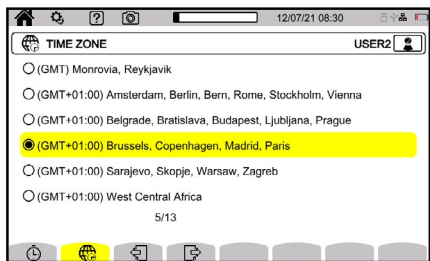 12/07/21 08:30
TIME ZONE
USER2
(GMT) Monrovia, Reykjavik
(GMT+01:00) Amsterdam, Berlin, Bern, Rome, Stockholm, Vienna
(GMT+01:00) Belgrade, Bratislava, Budapest, Ljubljana, Prague
(GMT+01:00) Brussels, Copenhagen, Madrid, Paris
(GMT+01:00) Sarajevo, Skopje, Warsaw, Zagreb
(GMT+01:00) West Central Africa
5/13